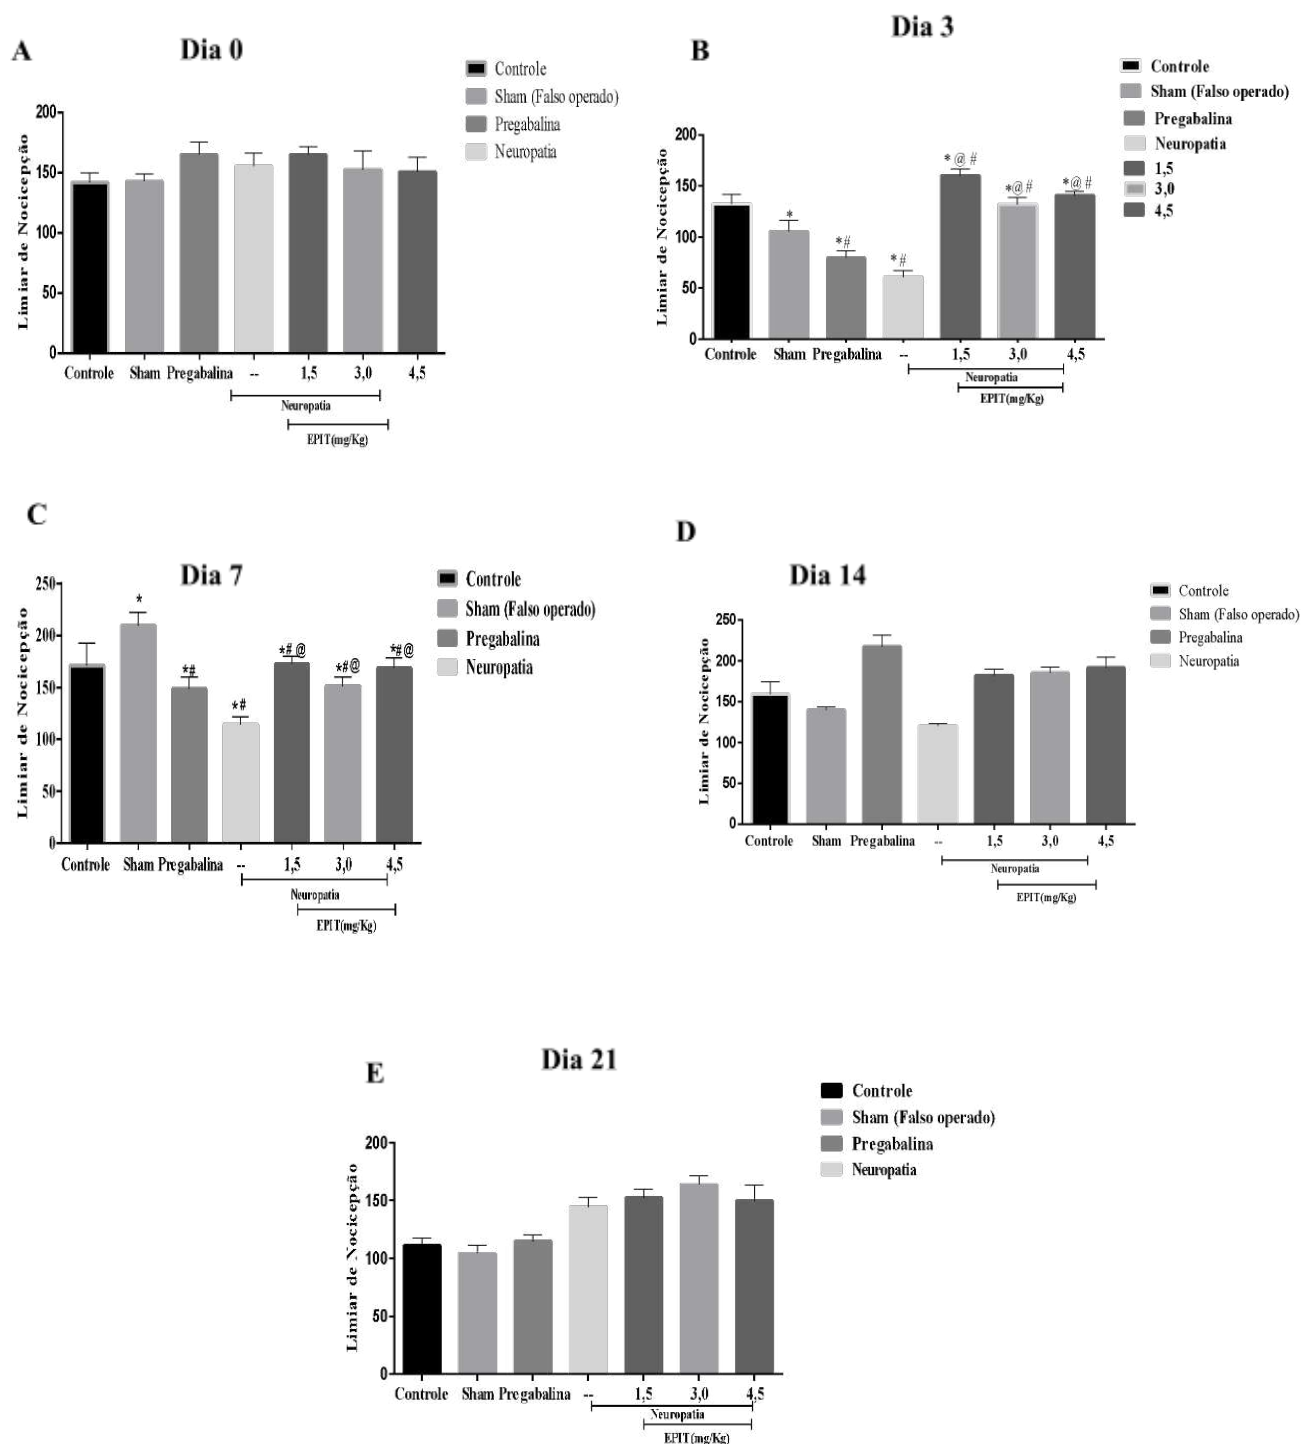 A
Dia 0
Controle
Sham (Falso operado)
Pregabalina
Neuropatia
Limiar de Nocicepção
200
150
100
50
0
Controle Sham Pregabalina -- 1,5 3,0 4,5
Neuropatia
EPIT(mg/Kg)
B
Dia 3
Controle
Sham (Falso operado)
Pregabalina
Neuropatia
1,5
3,0
4,5
Limiar de Nocicepção
200
150
100
50
0
*
*#
*#
*@#
*@#
*@#
Controle Sham Pregabalina -- 1,5 3,0 4,5
Neuropatia
EPIT(mg/Kg)
C
Dia 7
Controle
Sham (Falso operado)
Pregabalina
Neuropatia
Limiar de Nocicepção
250
200
150
100
50
0
*
*#
*#
*#@
*#@
*#@
Controle Sham Pregabalina -- 1,5 3,0 4,5
Neuropatia
EPIT(mg/Kg)
D
Dia 14
Controle
Sham (Falso operado)
Pregabalina
Neuropatia
Limiar de Nocicepção
250
200
150
100
50
0
Controle Sham Pregabalina -- 1,5 3,0 4,5
Neuropatia
EPIT(mg/Kg)
E
Dia 21
Controle
Sham (Falso operado)
Pregabalina
Neuropatia
Limiar de Nocicepção
200
150
100
50
0
Controle Sham Pregabalina -- 1,5 3,0 4,5
Neuropatia
EPIT(mg/Kg)